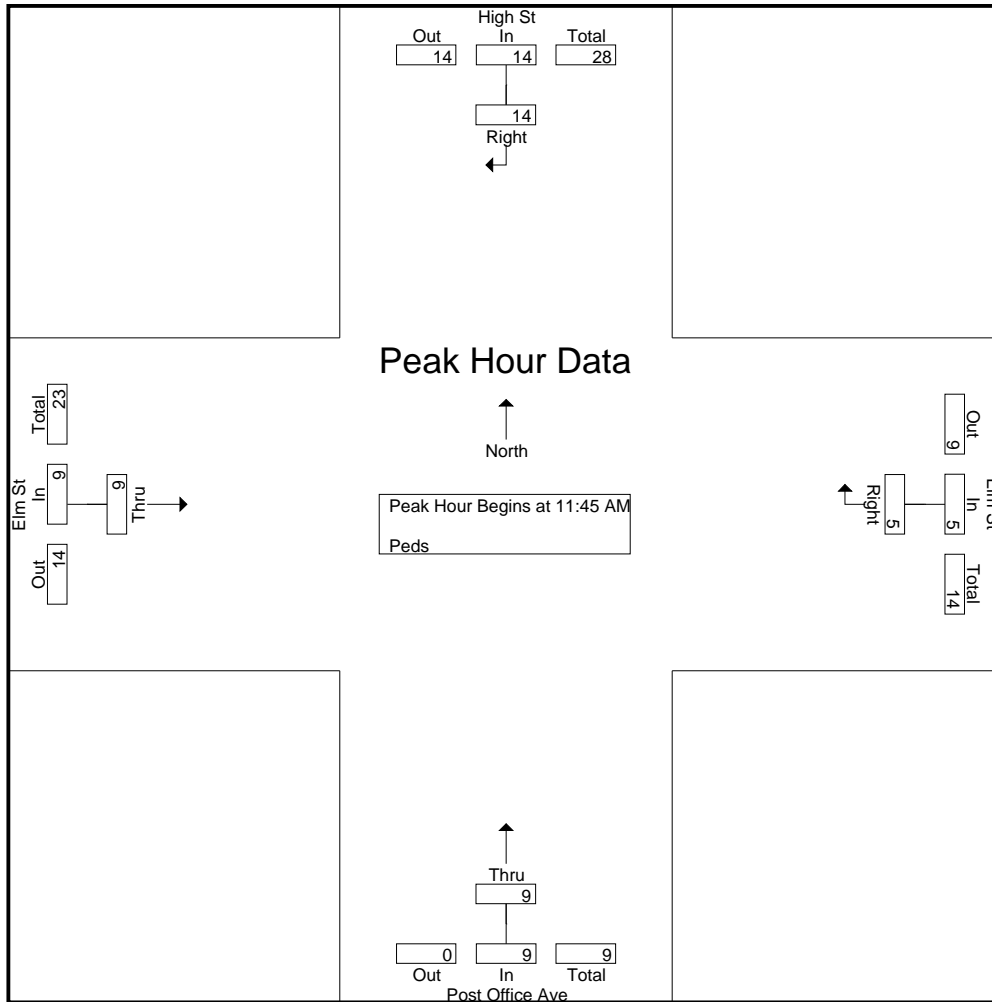 High St
Out In Total
14 14 28
14
Right
Peak Hour Data
North
Peak Hour Begins at 11:45 AM
Peds
Elm St
Total In Out
23 9 14
9
Thru
Elm St
Out In Total
9 5 14
5
Right
Thru
9
0 9 9
Out In Total
Post Office Ave